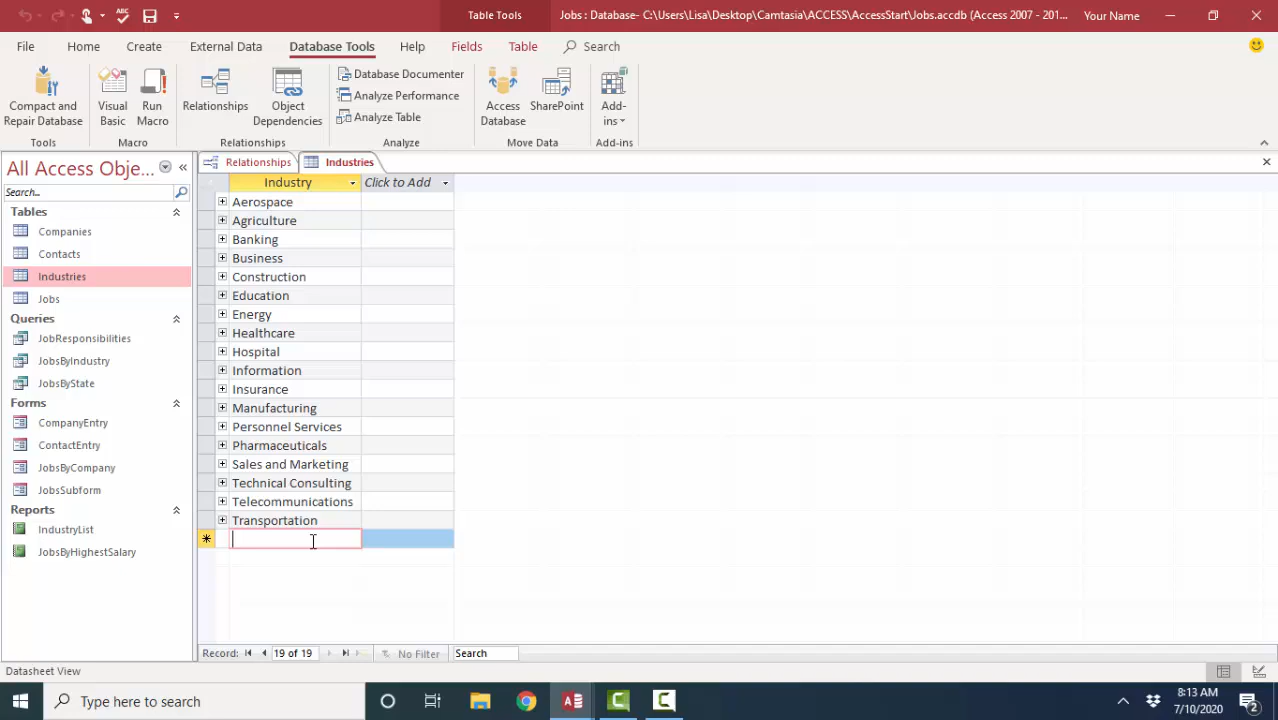 Table Tools
Jobs : Database- C:\Users\Lisa\Desktop\Camtasia\ACCESS\AccessStart\Jobs.accdb (Access 2007 - 201...
Your Name
File Home Create External Data Database Tools Help Fields Table Search
Compact and Repair Database
Visual Basic
Run Macro
Relationships
Object Dependencies
Database Documenter
Analyze Performance
Analyze Table
Access Database
SharePoint
Add-ins
Tools Macro Relationships Analyze Move Data Add-ins
All Access Obje...
Search...
Tables
Companies
Contacts
Industries
Jobs
Queries
JobResponsibilities
JobsByIndustry
JobsByState
Forms
CompanyEntry
ContactEntry
JobsByCompany
JobsSubform
Reports
IndustryList
JobsByHighestSalary
Relationships Industries
Industry Click to Add
Aerospace
Agriculture
Banking
Business
Construction
Education
Energy
Healthcare
Hospital
Information
Insurance
Manufacturing
Personnel Services
Pharmaceuticals
Sales and Marketing
Technical Consulting
Telecommunications
Transportation
Record: 19 of 19 No Filter Search
Datasheet View
Type here to search
8:13 AM
7/10/2020
2